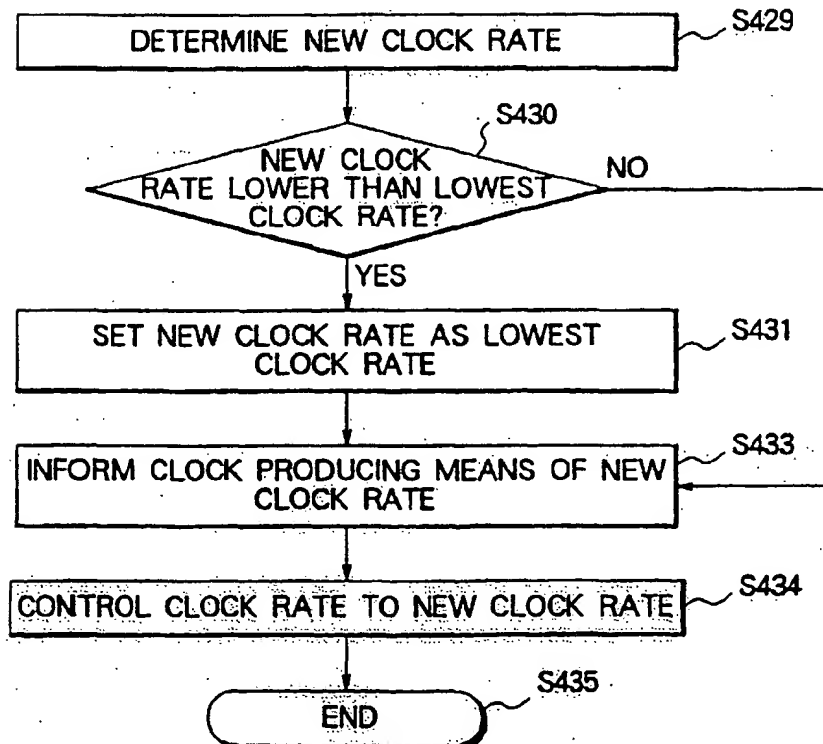 S429
DETERMINE NEW CLOCK RATE
S430
NEW CLOCK
RATE LOWER THAN LOWEST
CLOCK RATE?
NO
YES
S431
SET NEW CLOCK RATE AS LOWEST
CLOCK RATE
S433
INFORM CLOCK PRODUCING MEANS OF NEW
CLOCK RATE
S434
CONTROL CLOCK RATE TO NEW CLOCK RATE
S435
END